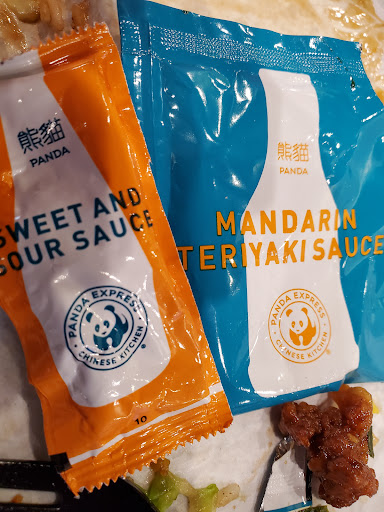 熊貓
PANDA
SWEET AND
SOUR SAUCE
PANDA EXPRESS
CHINESE KITCHEN
®
10
熊貓
PANDA
MANDARIN
TERIYAKI SAUCE
PANDA EXPRESS
CHINESE KITCHEN
®